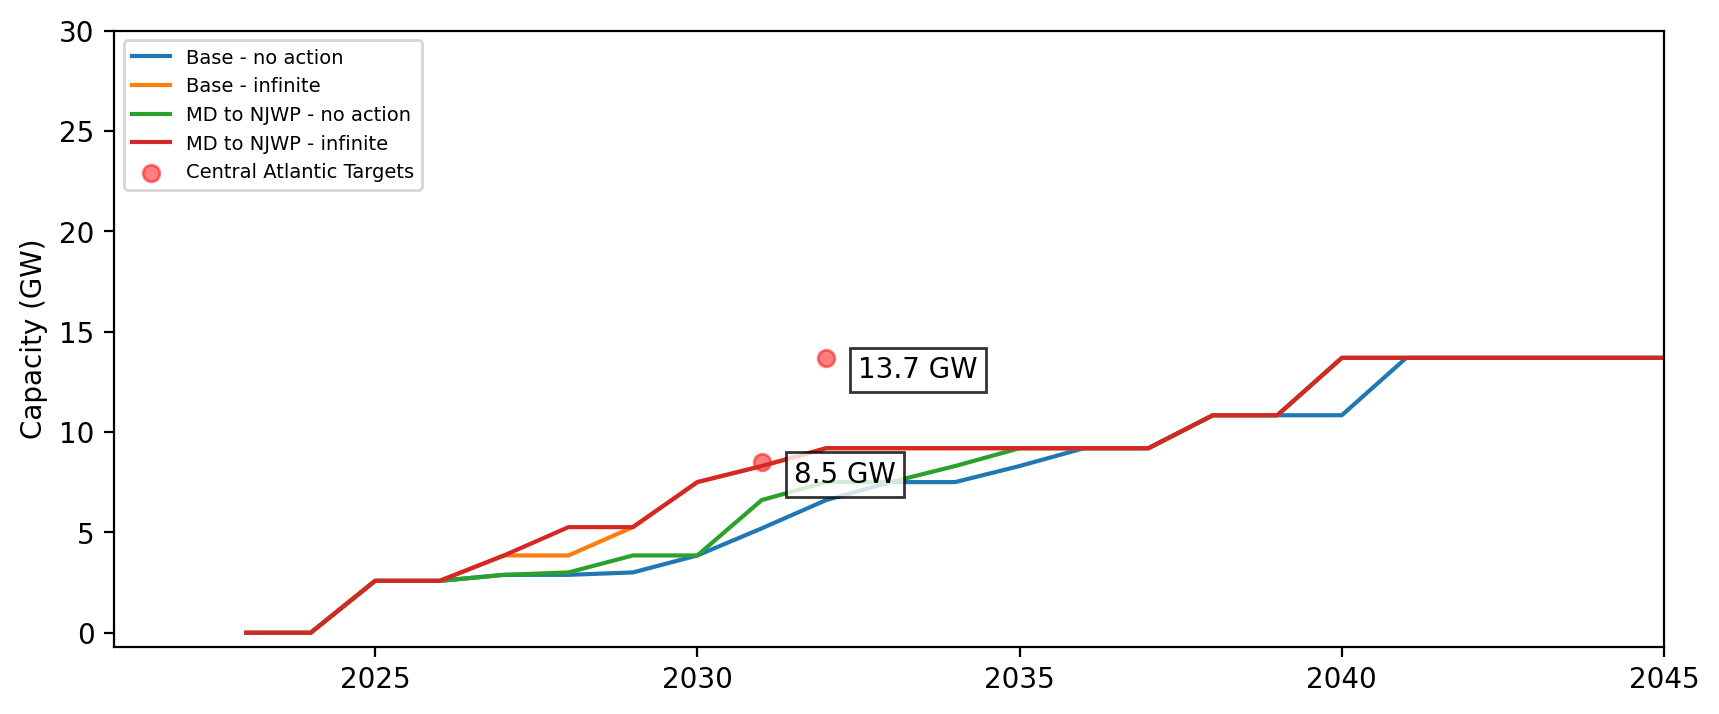 30
25
20
15
10
5
0
Capacity (GW)
Base - no action
Base - infinite
MD to NJWP - no action
MD to NJWP - infinite
Central Atlantic Targets
13.7 GW
8.5 GW
2025
2030
2035
2040
2045